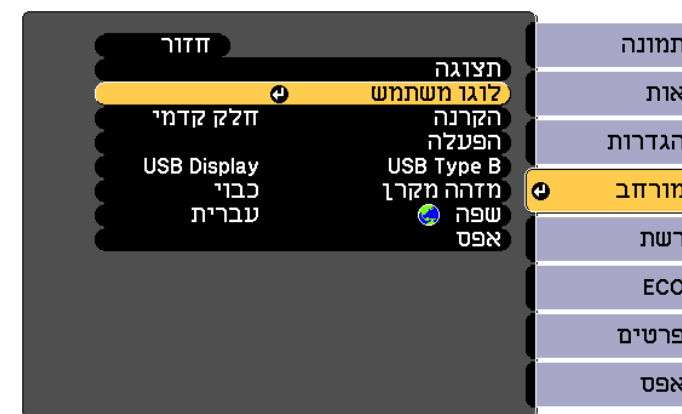 חזור
תצוגה
לוגו משתמש
הקרנה חלק קדמי
הפעלה
USB Type B USB Display
מזהה מקרן כבוי
שפה עברית
אפס
תמונה
אות
הגדרות
מורחב
רשת
ECO
פרטים
אפס